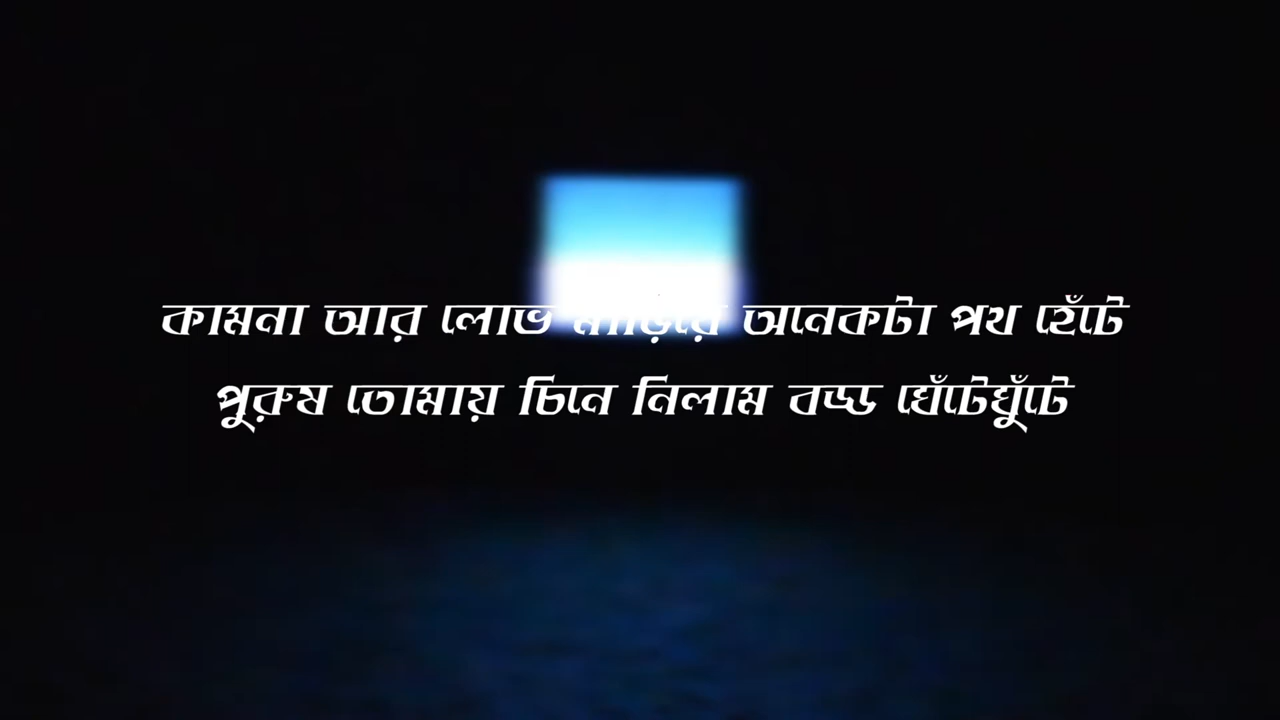 কামনা আর লোভ মাড়িয়ে অনেকটা পথ হেঁটে
পুরুষ তোমায় চিনে নিলাম বড্ড ঘেঁটেঘুঁটে